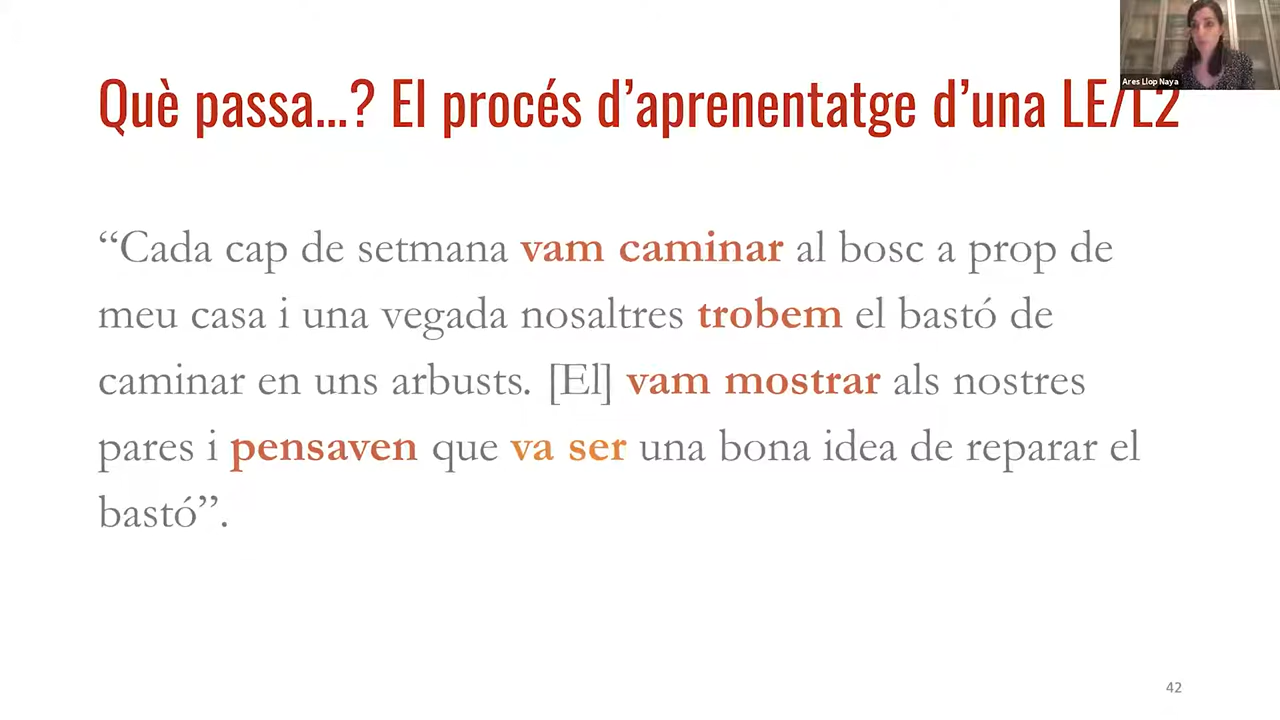 Ares Llop Naya
Què passa...? El procés d’aprenentatge d’una LE/L2
“Cada cap de setmana vam caminar al bosc a prop de
meu casa i una vegada nosaltres trobem el bastó de
caminar en uns arbusts. [El] vam mostrar als nostres
pares i pensaven que va ser una bona idea de reparar el
bastó”.
42